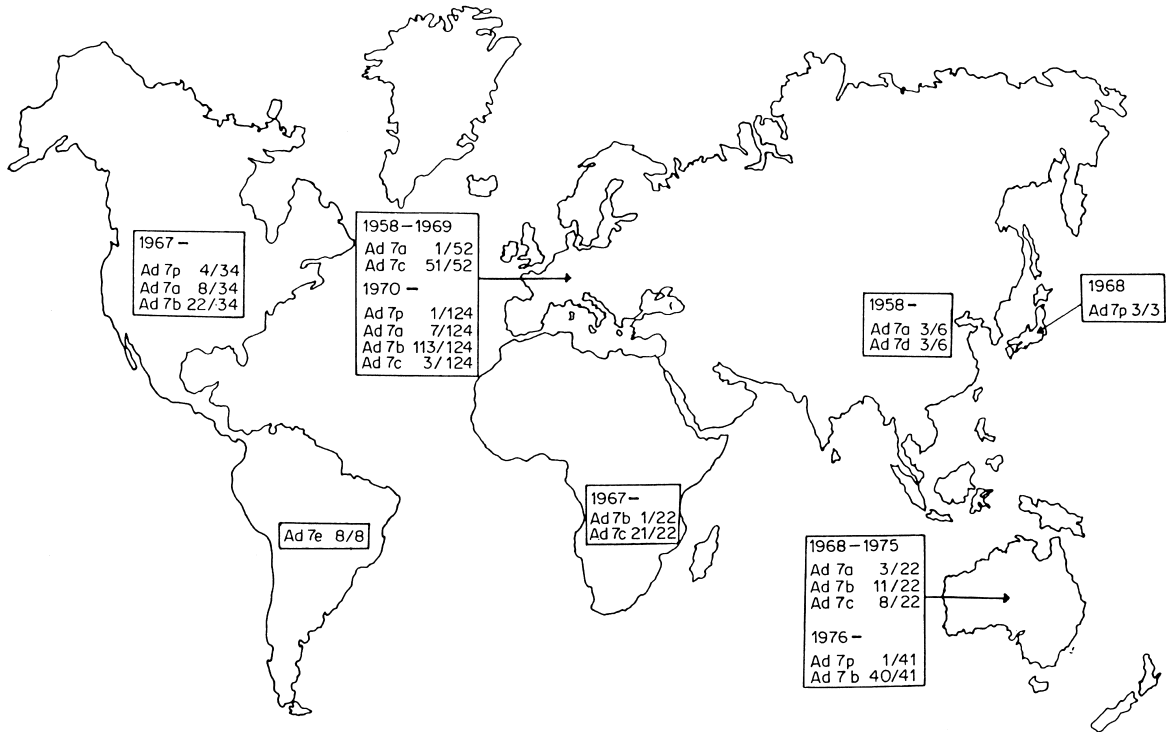 1967 –
Ad 7p 4/34
Ad 7a 8/34
Ad 7b 22/34
1958 – 1969
Ad 7a 1/52
Ad 7c 51/52
1970 –
Ad 7p 1/124
Ad 7a 7/124
Ad 7b 113/124
Ad 7c 3/124
1958 –
Ad 7a 3/6
Ad 7d 3/6
1968
Ad 7p 3/3
Ad 7e 8/8
1967 –
Ad 7b 1/22
Ad 7c 21/22
1968 – 1975
Ad 7a 3/22
Ad 7b 11/22
Ad 7c 8/22
1976 –
Ad 7p 1/41
Ad 7b 40/41